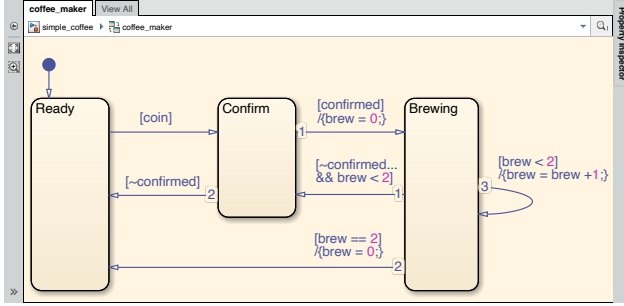 coffee_maker View All
simple_coffee coffee_maker
Property Inspector
Ready
Confirm
Brewing
[coin]
[confirmed]
/{brew = 0;}
1
[~confirmed]
2
[~confirmed...
&& brew < 2]
1
[brew < 2]
/{brew = brew +1;}
3
[brew == 2]
/{brew = 0;}
2